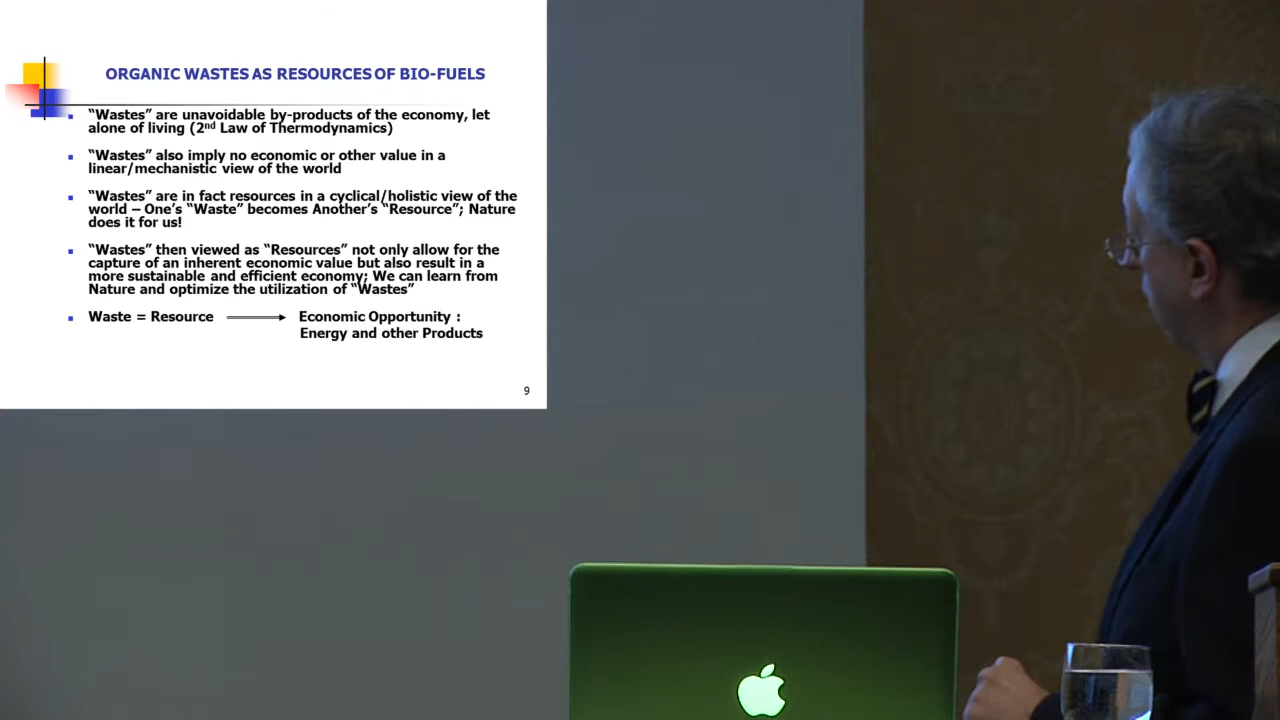 ORGANIC WASTES AS RESOURCES OF BIO-FUELS
“Wastes” are unavoidable by-products of the economy, let
alone of living (2nd Law of Thermodynamics)
“Wastes” also imply no economic or other value in a
linear/mechanistic view of the world
“Wastes” are in fact resources in a cyclical/holistic view of the
world – One’s “Waste” becomes Another’s “Resource”; Nature
does it for us!
“Wastes” then viewed as “Resources” not only allow for the
capture of an inherent economic value but also result in a
more sustainable and efficient economy; We can learn from
Nature and optimize the utilization of “Wastes”
Waste = Resource ⟶ Economic Opportunity :
Energy and other Products
9